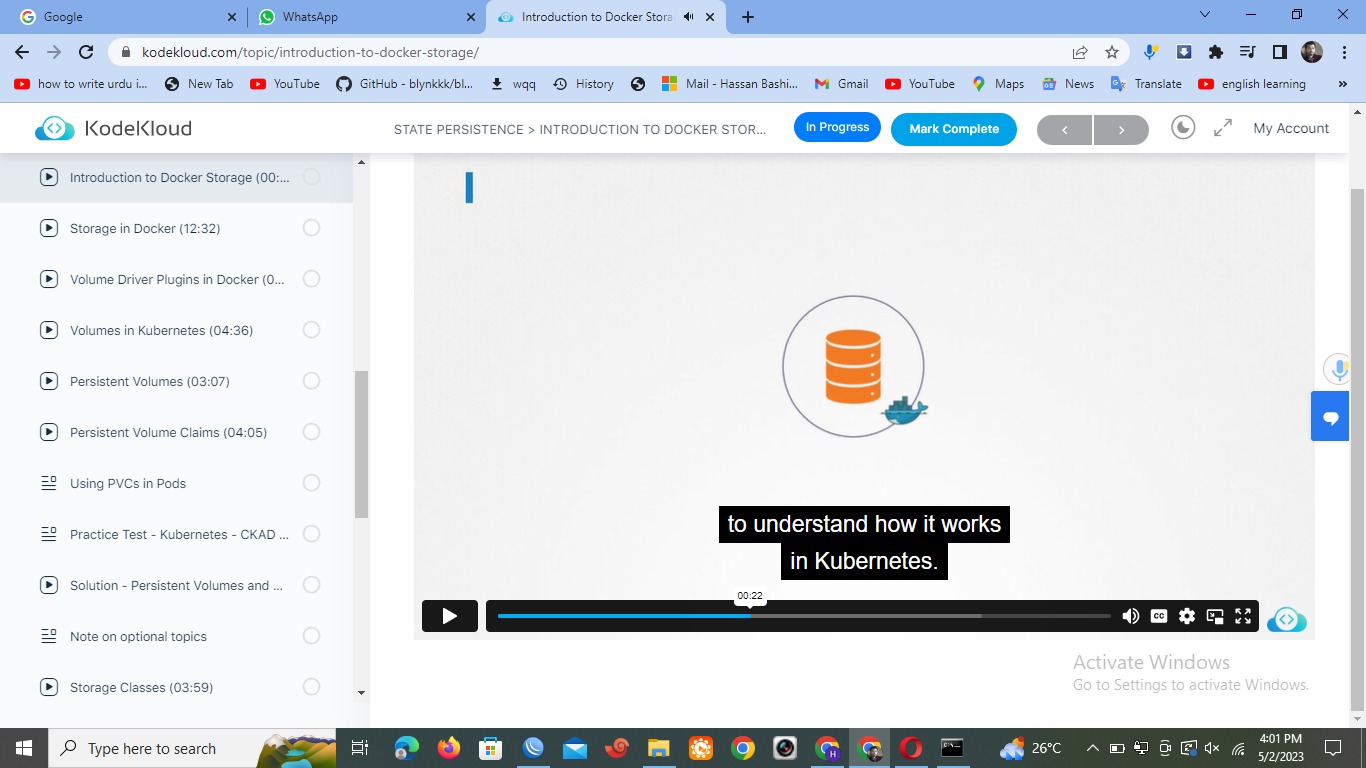 Google
WhatsApp
Introduction to Docker Stora
kodekloud.com/topic/introduction-to-docker-storage/
how to write urdu i...
New Tab
YouTube
GitHub - blynkkk/bl...
wqq
History
Mail - Hassan Bashi...
Gmail
YouTube
Maps
News
Translate
english learning
KodeKloud
STATE PERSISTENCE > INTRODUCTION TO DOCKER STOR...
In Progress
Mark Complete
My Account
Introduction to Docker Storage (00:...
Storage in Docker (12:32)
Volume Driver Plugins in Docker (0...
Volumes in Kubernetes (04:36)
Persistent Volumes (03:07)
Persistent Volume Claims (04:05)
Using PVCs in Pods
Practice Test - Kubernetes - CKAD ...
Solution - Persistent Volumes and ...
Note on optional topics
Storage Classes (03:59)
to understand how it works
in Kubernetes.
00:22
CC
Activate Windows
Go to Settings to activate Windows.
Type here to search
26°C
4:01 PM
5/2/2023